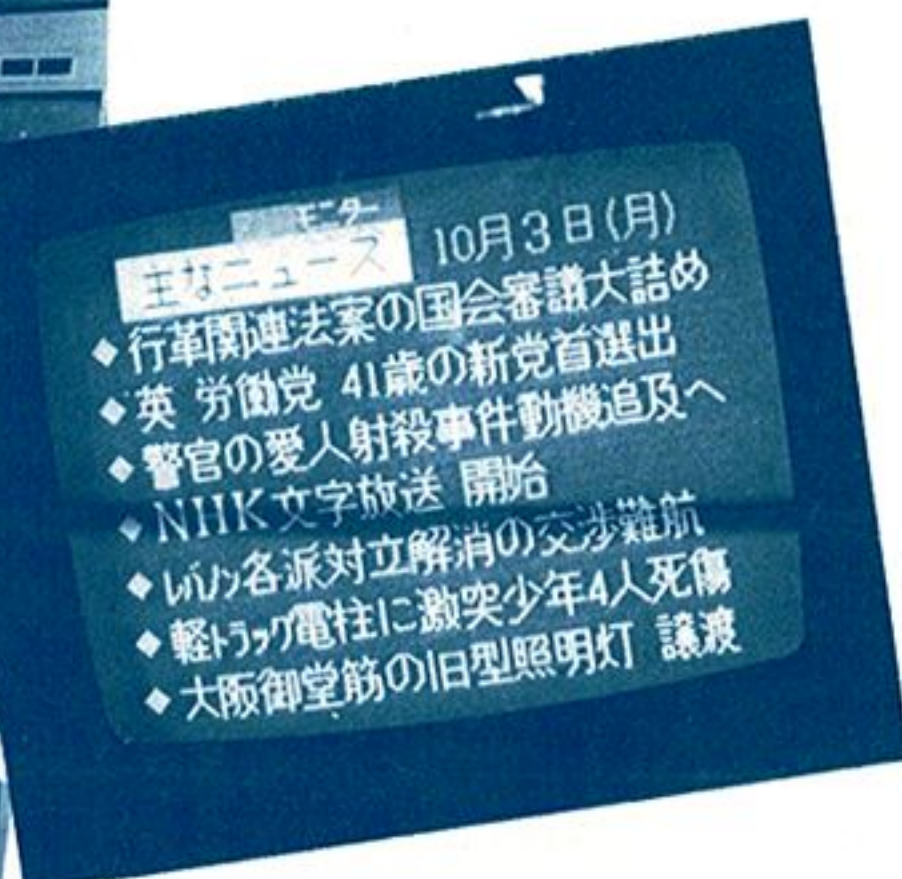 モニター
主なニュース 10月3日(月)
◆行革関連法案の国会審議大詰め
◆英 労働党 41歳の新党首選出
◆警官の愛人射殺事件動機追及へ
◆NHK文字放送 開始
◆レバノン各派対立解消の交渉難航
◆軽トラック電柱に激突少年4人死傷
◆大阪御堂筋の旧型照明灯 譲渡